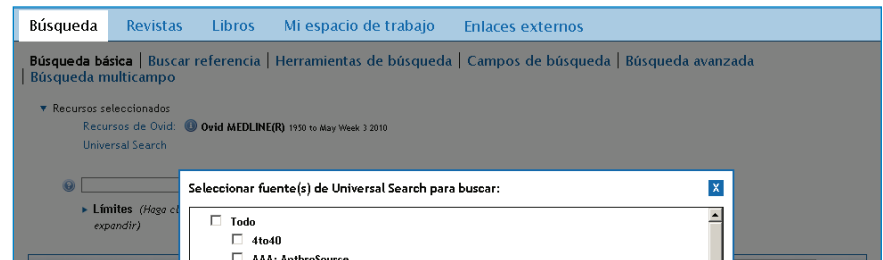 Búsqueda Revistas Libros Mi espacio de trabajo Enlaces externos
Búsqueda básica | Buscar referencia | Herramientas de búsqueda | Campos de búsqueda | Búsqueda avanzada
| Búsqueda multicampo
▼ Recursos seleccionados
Recursos de Ovid: Ovid MEDLINE(R) 1950 to May Week 3 2010
Universal Search
Seleccionar fuente(s) de Universal Search para buscar: X
▶ Límites (Haga
expandir)
Todo
4to40
AAA: AnthroSource